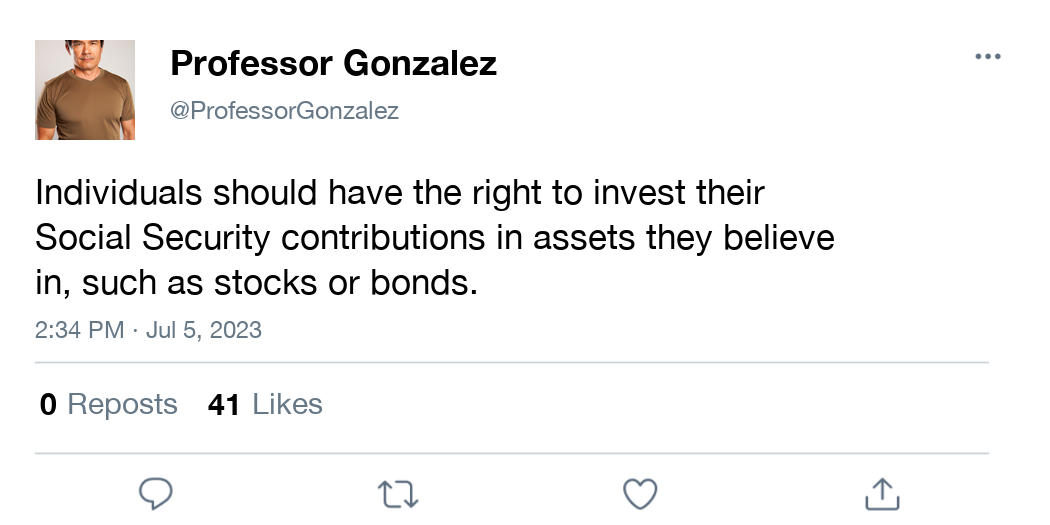 Professor Gonzalez
@ProfessorGonzalez
Individuals should have the right to invest their
Social Security contributions in assets they believe
in, such as stocks or bonds.
2:34 PM · Jul 5, 2023
0 Reposts 41 Likes